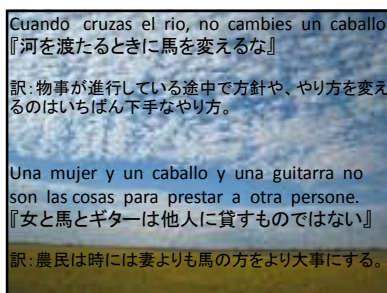 Cuando cruzas el rio, no cambies un caballo
『河を渡たるときに馬を変えるな』
訳：物事が進行している途中で方針や、やり方を変え
るのはいちばん下手なやり方。
Una mujer y un caballo y una guitarra no
son las cosas para prestar a otra persone.
『女と馬とギターは他人に貸すものではない』
訳：農民は時には妻よりも馬の方をより大事にする。